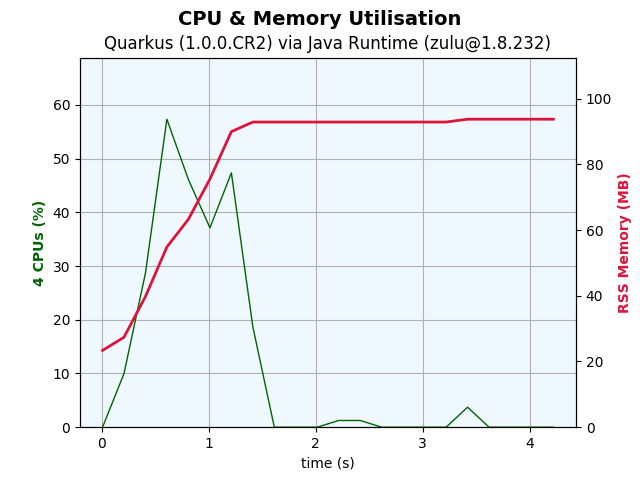 CPU & Memory Utilisation
Quarkus (1.0.0.CR2) via Java Runtime (zulu@1.8.232)
60
50
40
30
20
10
0
4 CPUs (%)
100
80
60
40
20
0
RSS Memory (MB)
0 1 2 3 4
time (s)